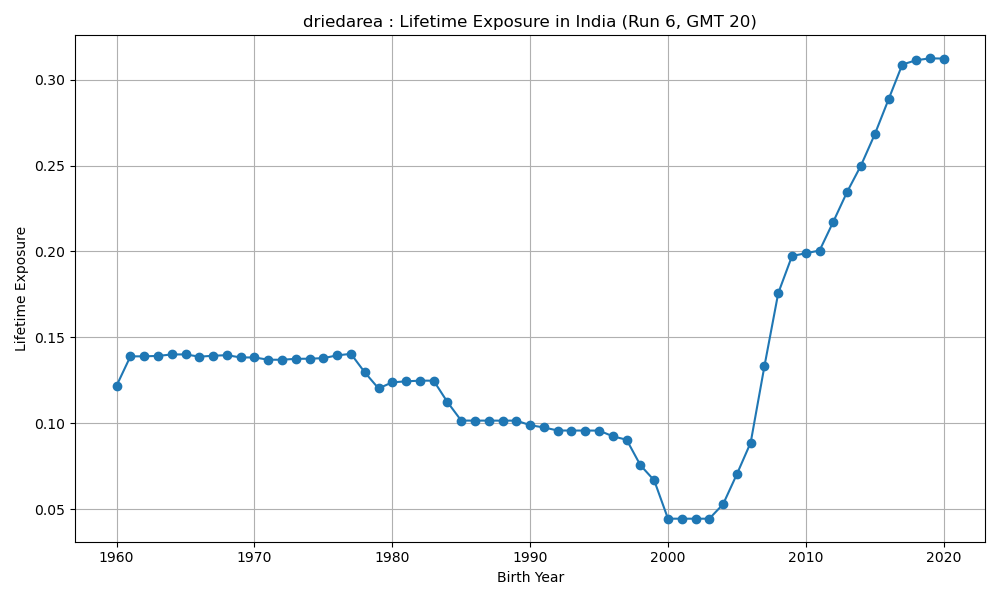 driedarea : Lifetime Exposure in India (Run 6, GMT 20)
0.30
0.25
0.20
0.15
0.10
0.05
Lifetime Exposure
1960 1970 1980 1990 2000 2010 2020
Birth Year